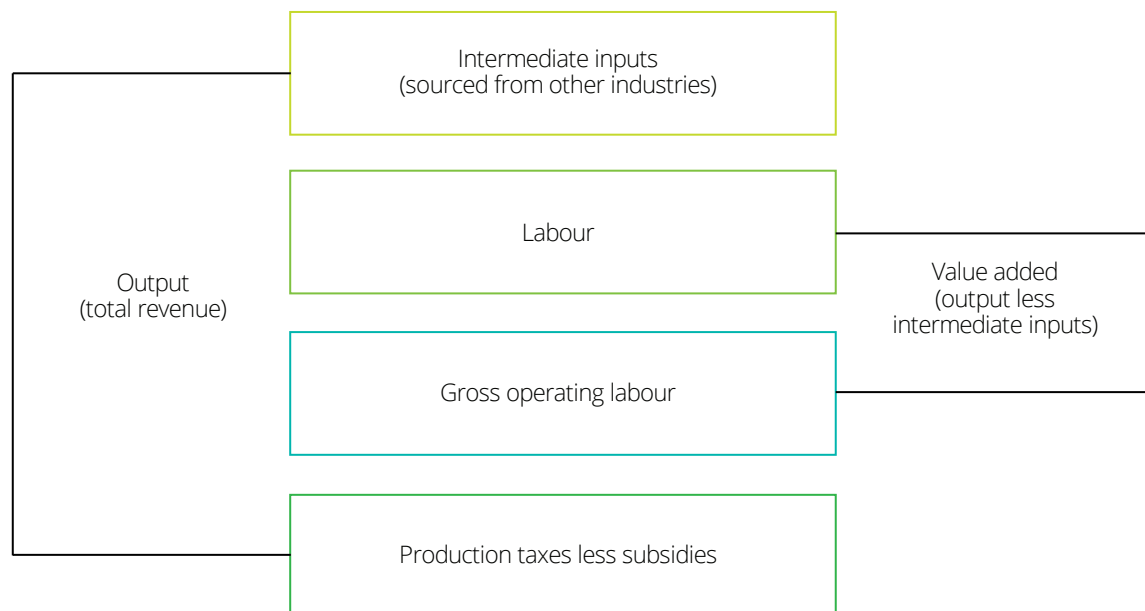 Intermediate inputs
(sourced from other industries)
Labour
Output
(total revenue)
Value added
(output less
intermediate inputs)
Gross operating labour
Production taxes less subsidies